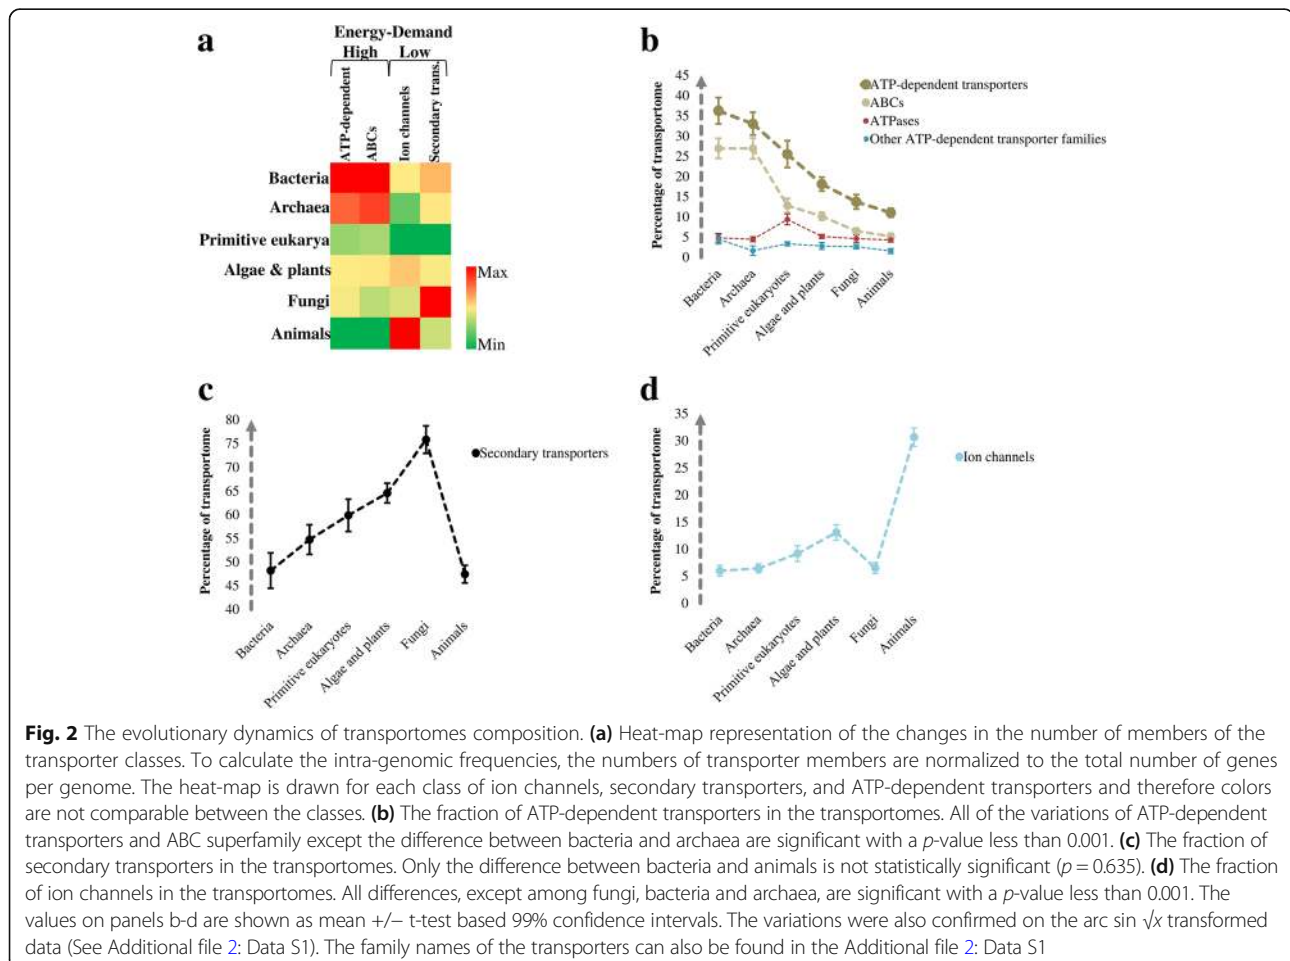 a
Energy-Demand
High Low
ATP-dependent
ABCs
Ion channels
Secondary trans.
Bacteria
Archaea
Primitive eukarya
Algae & plants
Fungi
Animals
Max
Min
b
Percentage of transportome
45
40
35
30
25
20
15
10
5
0
ATP-dependent transporters
ABCs
ATPases
Other ATP-dependent transporter families
Bacteria
Archaea
Primitive eukaryotes
Algae and plants
Fungi
Animals
c
Percentage of transportome
80
75
70
65
60
55
50
45
40
Secondary transporters
Bacteria
Archaea
Primitive eukaryotes
Algae and plants
Fungi
Animals
d
Percentage of transportome
35
30
25
20
15
10
5
0
Ion channels
Bacteria
Archaea
Primitive eukaryotes
Algae and plants
Fungi
Animals
Fig. 2 The evolutionary dynamics of transportomes composition. (a) Heat-map representation of the changes in the number of members of the
transporter classes. To calculate the intra-genomic frequencies, the numbers of transporter members are normalized to the total number of genes
per genome. The heat-map is drawn for each class of ion channels, secondary transporters, and ATP-dependent transporters and therefore colors
are not comparable between the classes. (b) The fraction of ATP-dependent transporters in the transportomes. All of the variations of ATP-dependent
transporters and ABC superfamily except the difference between bacteria and archaea are significant with a p-value less than 0.001. (c) The fraction of
secondary transporters in the transportomes. Only the difference between bacteria and animals is not statistically significant (p = 0.635). (d) The fraction
of ion channels in the transportomes. All differences, except among fungi, bacteria and archaea, are significant with a p-value less than 0.001. The
values on panels b-d are shown as mean +/− t-test based 99% confidence intervals. The variations were also confirmed on the arc sin √x transformed
data (See Additional file 2: Data S1). The family names of the transporters can also be found in the Additional file 2: Data S1